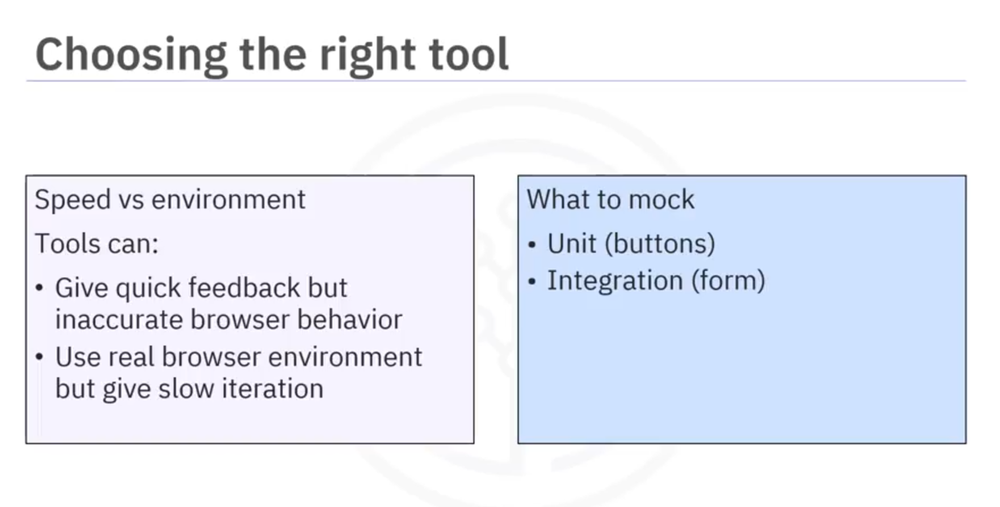 Choosing the right tool
Speed vs environment
Tools can:
• Give quick feedback but
inaccurate browser behavior
• Use real browser environment
but give slow iteration
What to mock
• Unit (buttons)
• Integration (form)